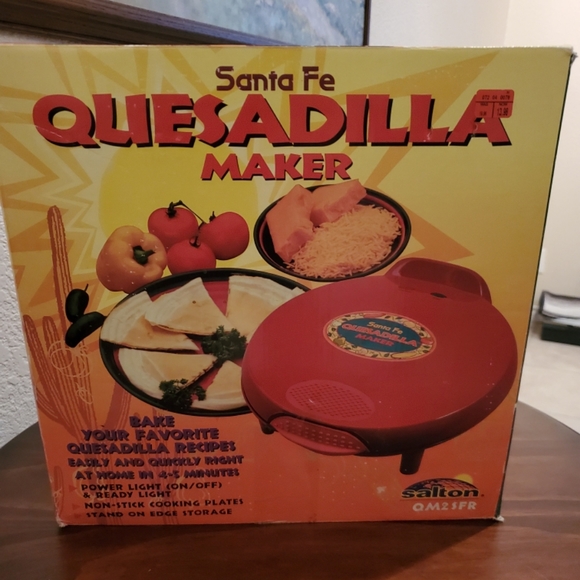 Santa Fe
QUESADILLA
MAKER
Santa Fe
QUESADILLA
MAKER
BAKE
YOUR FAVORITE
QUESADILLA RECIPES
EASILY AND QUICKLY RIGHT
AT HOME IN 4-5 MINUTES
POWER LIGHT (ON/OFF)
& READY LIGHT
NON-STICK COOKING PLATES
STAND ON EDGE STORAGE
salton
QM2SFR